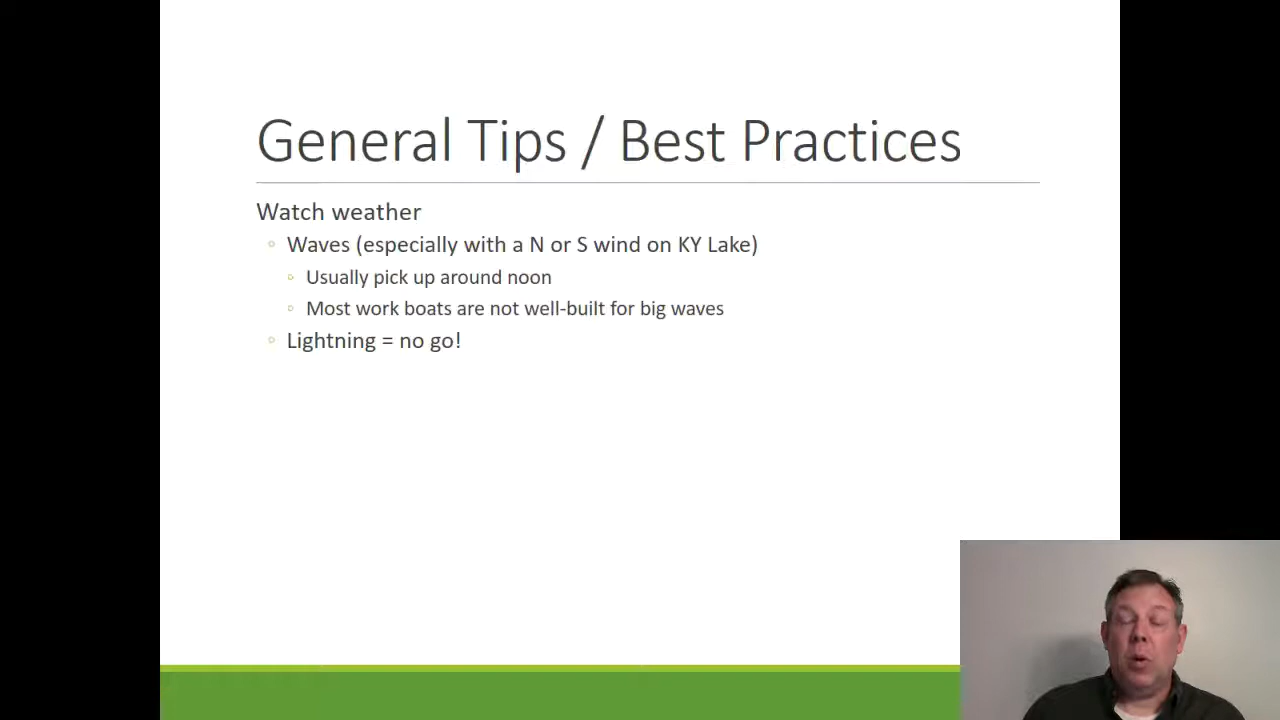 General Tips / Best Practices
Watch weather
Waves (especially with a N or S wind on KY Lake)
Usually pick up around noon
Most work boats are not well-built for big waves
Lightning = no go!